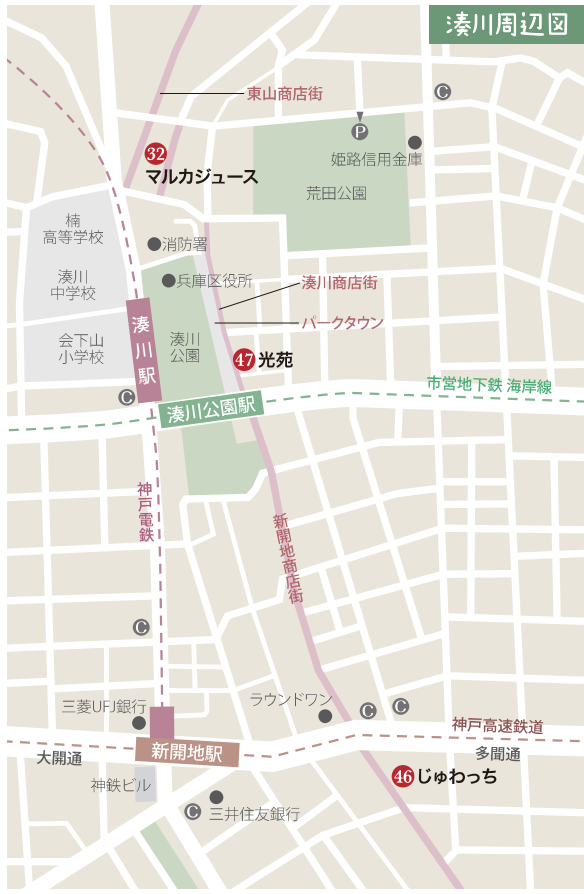 湊川周辺図
東山商店街
C
P
姫路信用金庫
32
マルカジュース
荒田公園
楠
高等学校
消防署
湊川
中学校
兵庫区役所
湊川商店街
湊川駅
パークタウン
会下山
小学校
湊川
公園
47 光苑
市営地下鉄 海岸線
C
湊川公園駅
神戸電鉄
新開地商店街
C
三菱UFJ銀行
ラウンドワン
C
C
神戸高速鉄道
新開地駅
大開通
多聞通
46 じゅわっち
神鉄ビル
C
三井住友銀行